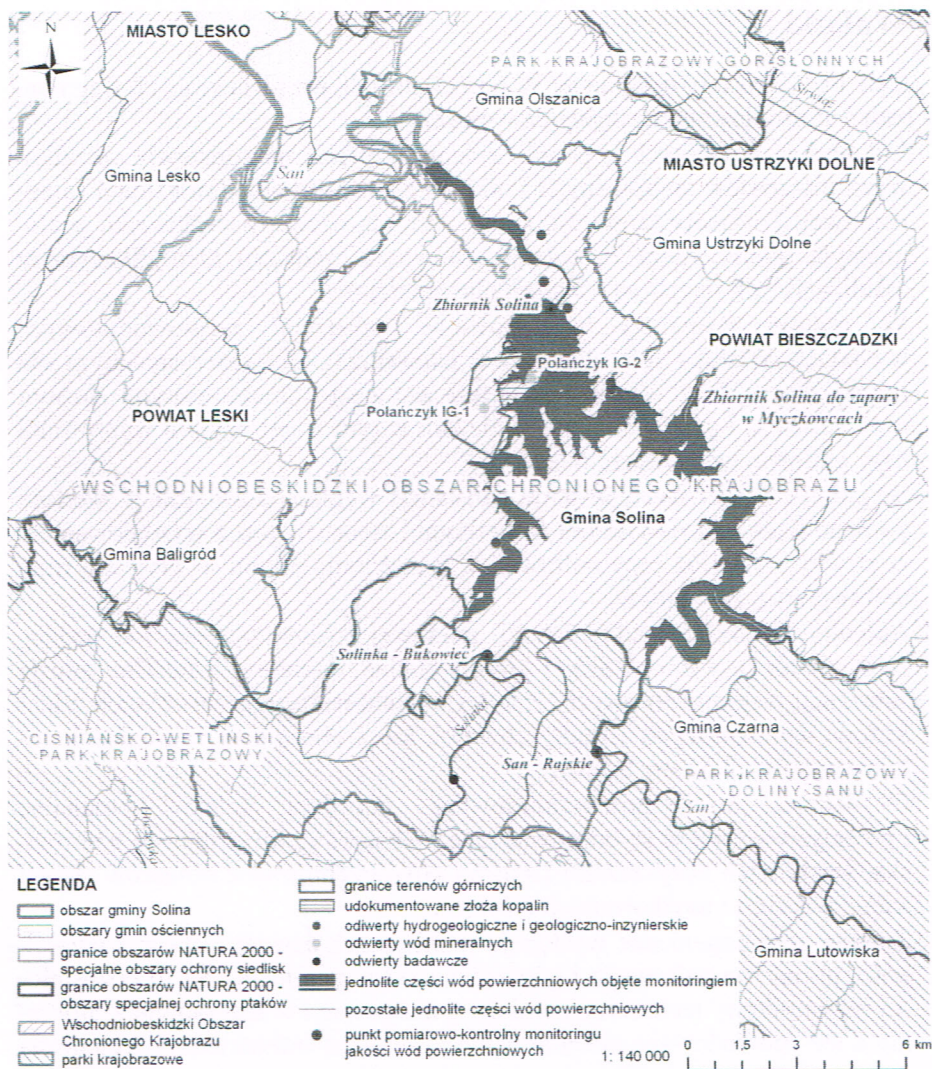 N
MIASTO LESKO
PARK KRAJOBRAZOWY GÓR SŁONNYCH
Gmina Olszanica
Strwiąż
MIASTO USTRZYKI DOLNE
Gmina Lesko
San
Gmina Ustrzyki Dolne
Zbiornik Solina
POWIAT BIESZCZADZKI
Polańczyk IG-2
Zbiornik Solina do zapory
w Myczkowcach
Polańczyk IG-1
POWIAT LESKI
WSCHODNIOBESKIDZKI OBSZAR CHRONIONEGO KRAJOBRAZU
Gmina Solina
Gmina Baligród
Solinka - Bukowiec
Solinka
Gmina Czarna
CIŚNIAŃSKO-WETLIŃSKI
PARK KRAJOBRAZOWY
San - Rajskie
PARK KRAJOBRAZOWY
DOLINY SANU
San
Hoczewka
Gmina Lutowiska
LEGENDA
obszar gminy Solina
obszary gmin ościennych
granice obszarów NATURA 2000 -
specjalne obszary ochrony siedlisk
granice obszarów NATURA 2000 -
obszary specjalnej ochrony ptaków
Wschodniobeskidzki Obszar
Chronionego Krajobrazu
parki krajobrazowe
granice terenów górniczych
udokumentowane złoża kopalin
odiwerty hydrogeologiczne i geologiczno-inzynierskie
odwierty wód mineralnych
odwierty badawcze
jednolite części wód powierzchniowych objęte monitoringiem
pozostałe jednolite części wód powierzchniowych
punkt pomiarowo-kontrolny monitoringu
jakości wód powierzchniowych
1: 140 000
0 1,5 3 6 km